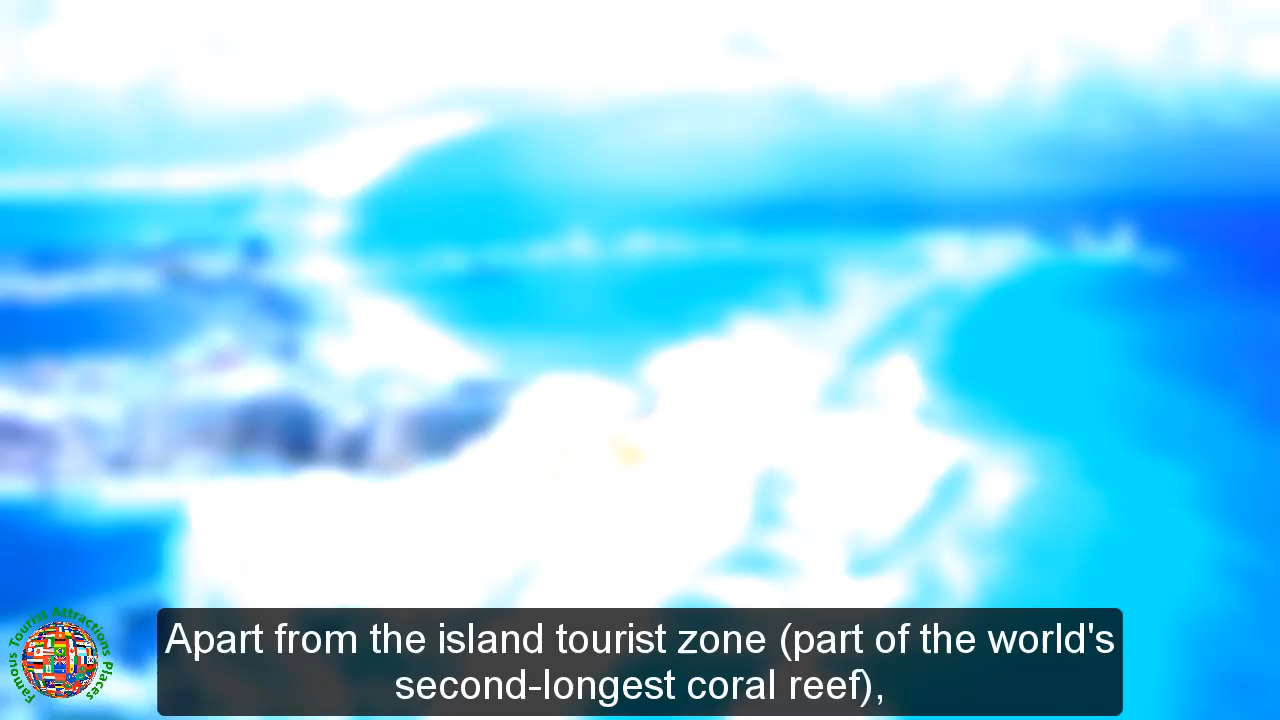 Famous Tourist Attractions Places
Apart from the island tourist zone (part of the world's
second-longest coral reef),